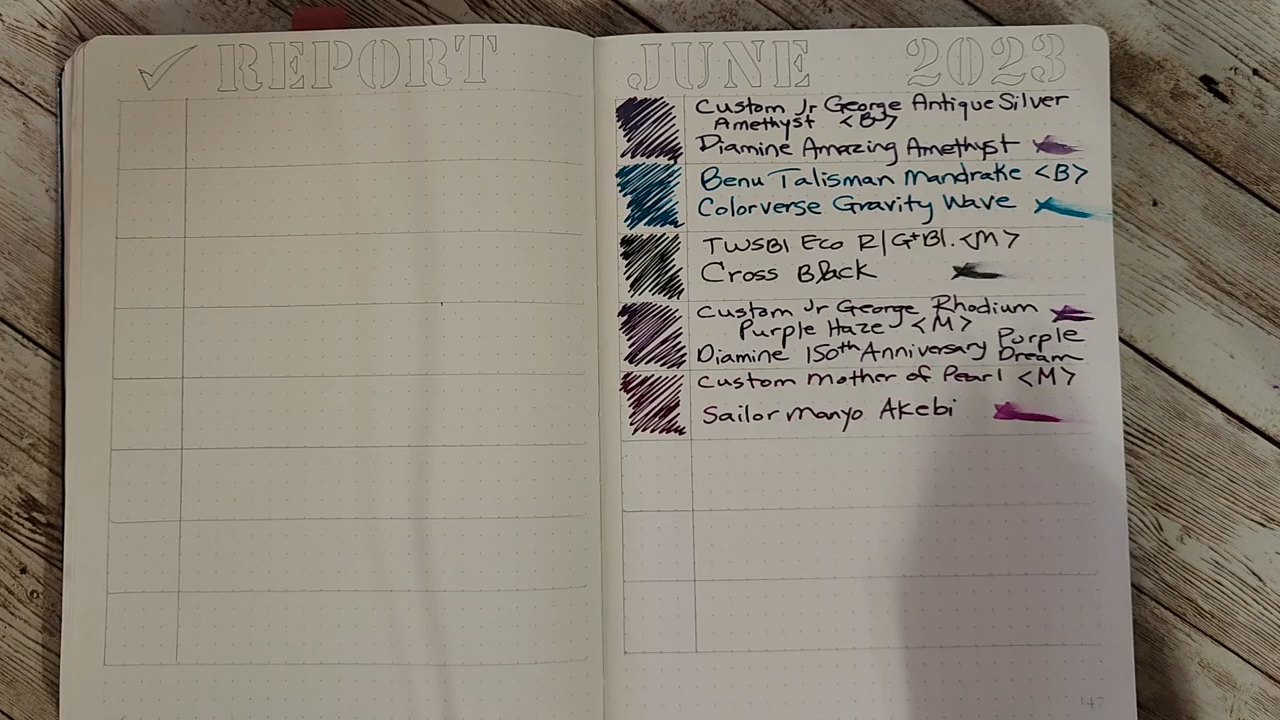 ✓ REPORT
JUNE 2023
Custom Jr George Antique Silver
Amethyst <B>
Diamine Amazing Amethyst
Benu Talisman Mandrake <B>
Colorverse Gravity Wave
TWSBI Eco R|G+Bl. <M>
Cross Black
Custom Jr George Rhodium
Purple Haze <M>
Diamine 150th Anniversary Purple
Dream
Custom Mother of Pearl <M>
Sailor Manyo Akebi
147